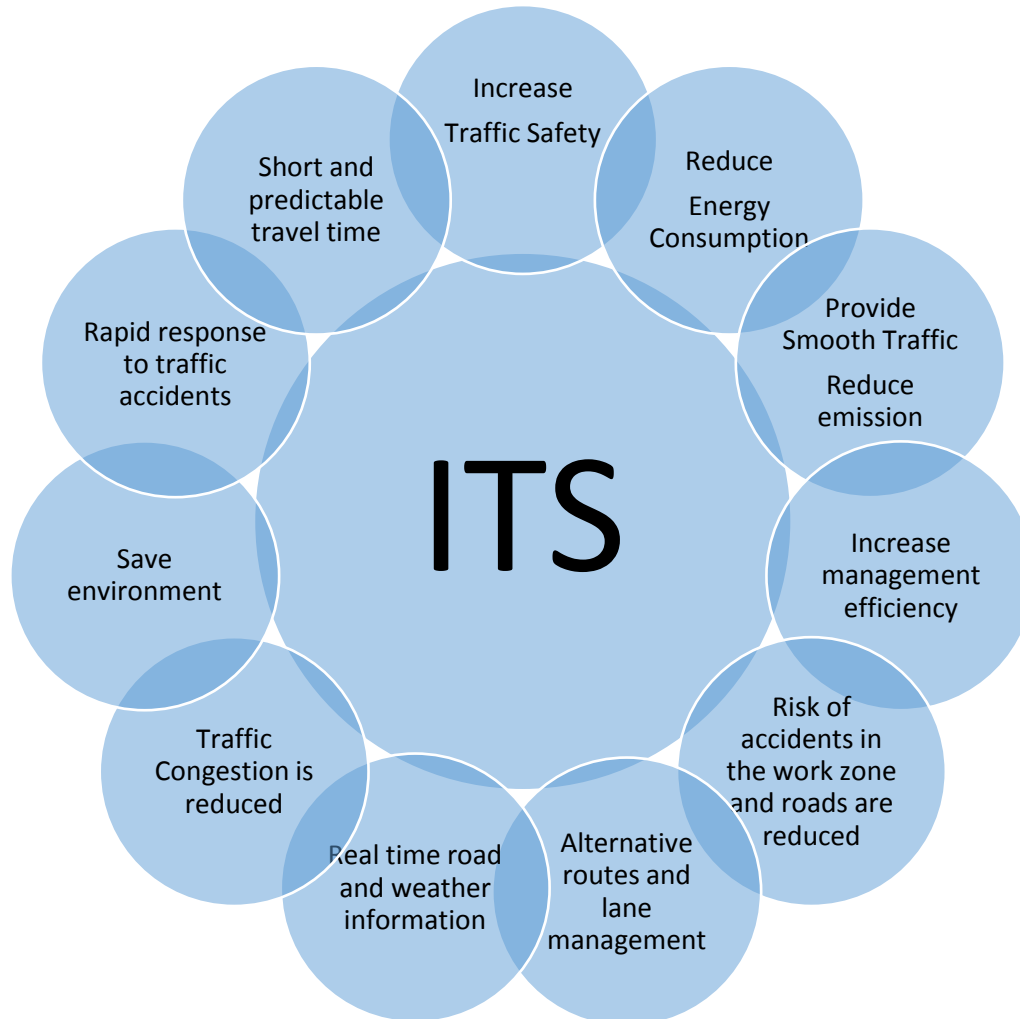 Increase
Traffic Safety
Reduce
Energy
Consumption
Provide
Smooth Traffic
Reduce
emission
Increase
management
efficiency
Risk of
accidents in
the work zone
and roads are
reduced
Alternative
routes and
lane
management
Real time road
and weather
information
Traffic
Congestion is
reduced
Save
environment
Rapid response
to traffic
accidents
Short and
predictable
travel time
ITS